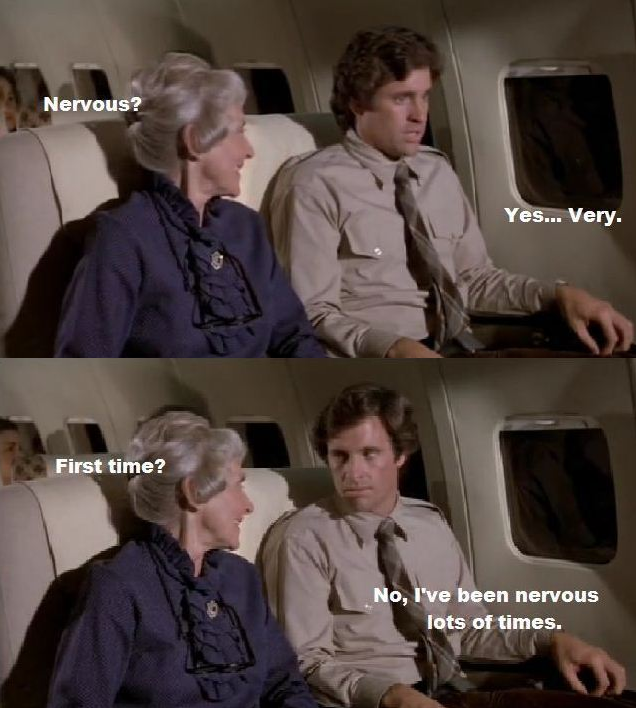 Nervous?
Yes... Very.
First time?
No, I've been nervous
lots of times.